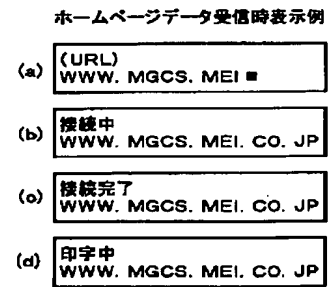 ホームページデータ受信時表示例
(a)
(URL)
WWW. MGCS. MEI ■
(b)
接続中
WWW. MGCS. MEI. CO. JP
(c)
接続完了
WWW. MGCS. MEI. CO. JP
(d)
印字中
WWW. MGCS. MEI. CO. JP